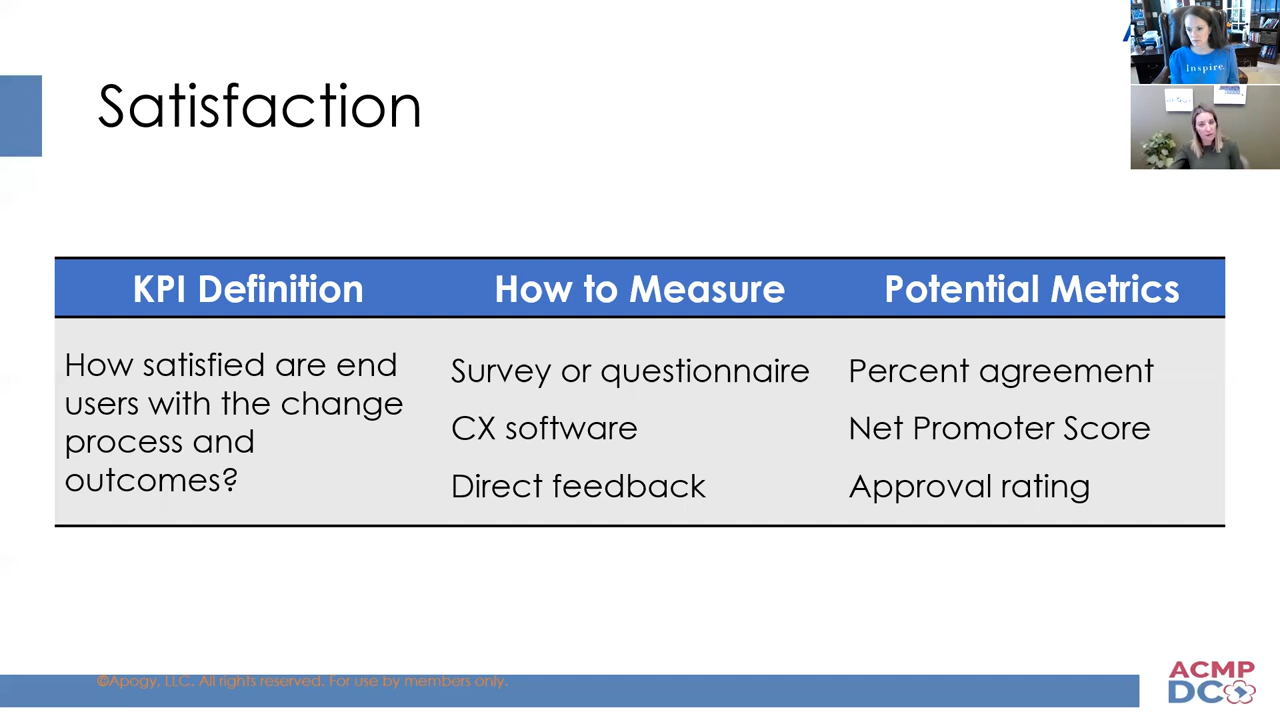 Satisfaction
Inspire.
KPI Definition
How to Measure
Potential Metrics
How satisfied are end
users with the change
process and
outcomes?
Survey or questionnaire
CX software
Direct feedback
Percent agreement
Net Promoter Score
Approval rating
©Apogy, LLC. All rights reserved. For use by members only.
ACMP
DC